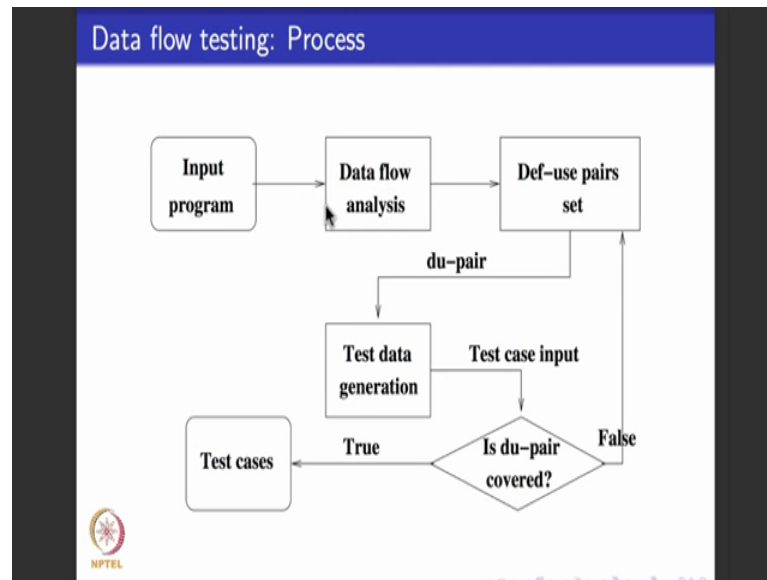 Data flow testing: Process
Input
program
Data flow
analysis
Def-use pairs
set
du-pair
Test data
generation
Test case input
Is du-pair
covered?
True
False
Test cases
NPTEL